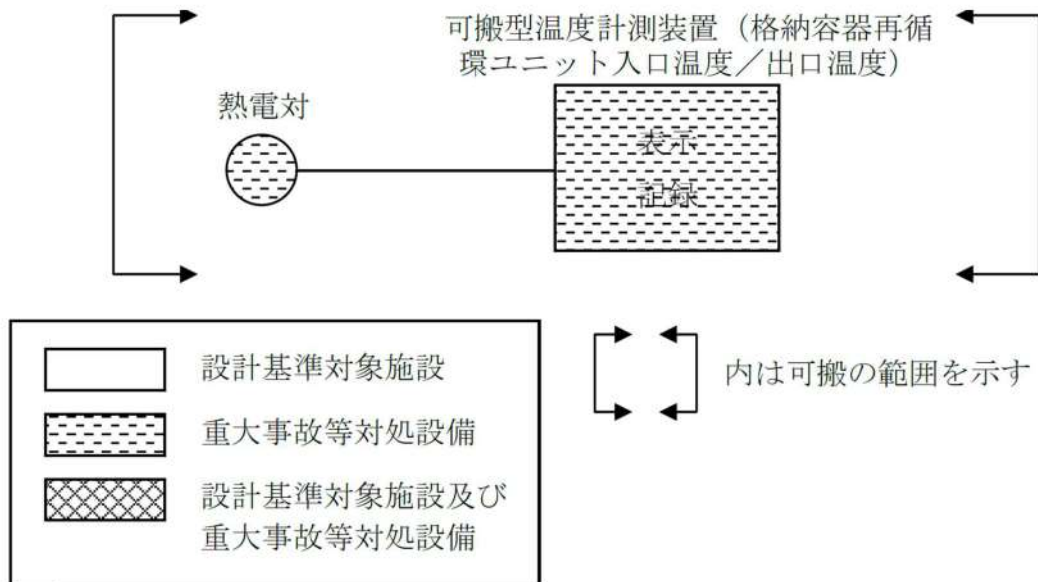 可搬型温度計測装置（格納容器再循
環ユニット入口温度／出口温度）
熱電対
表示
記録
設計基準対象施設
重大事故等対処設備
設計基準対象施設及び
重大事故等対処設備
内は可搬の範囲を示す